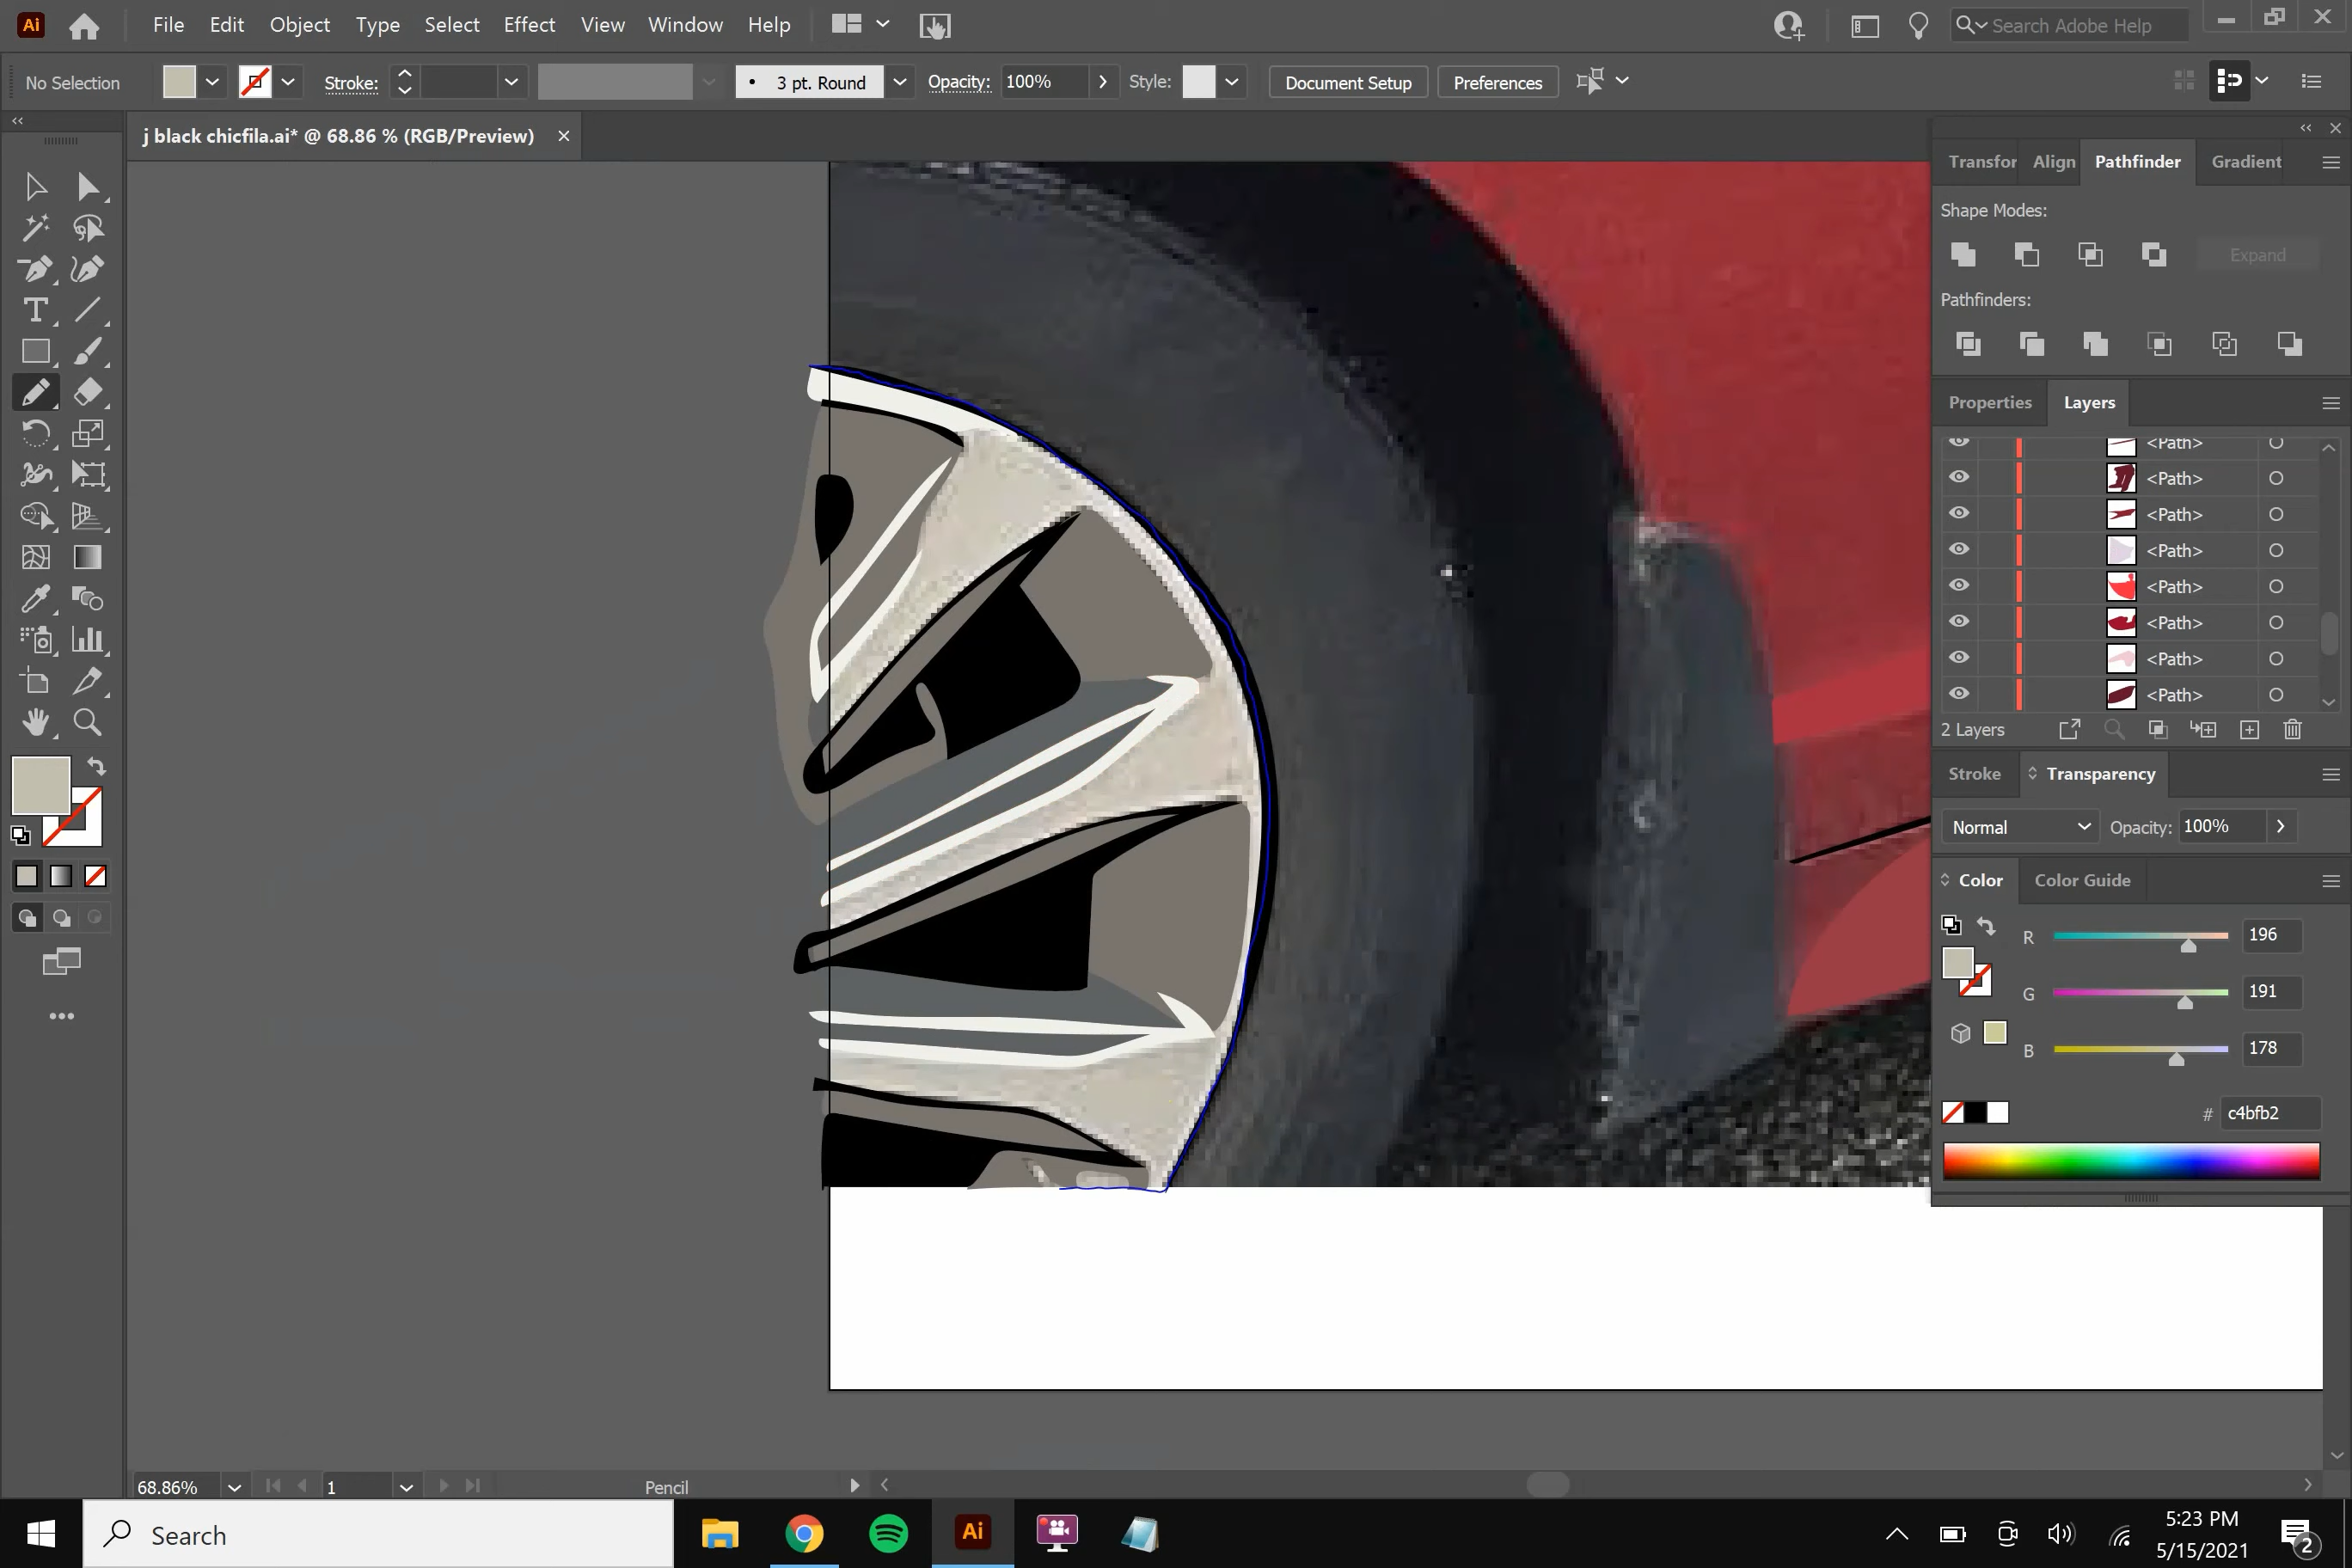 Ai File Edit Object Type Select Effect View Window Help Search Adobe Help
No Selection Stroke: 3 pt. Round Opacity: 100% Style: Document Setup Preferences
j black chicfila.ai* @ 68.86 % (RGB/Preview)
Transfor Align Pathfinder Gradient
Shape Modes:
Expand
Pathfinders:
Properties Layers
<Path>
<Path>
<Path>
<Path>
<Path>
<Path>
<Path>
<Path>
2 Layers
Stroke Transparency
Normal Opacity: 100%
Color Color Guide
R 196
G 191
B 178
# c4bfb2
68.86% 1 Pencil
Search Ai 5:23 PM
5/15/2021 2